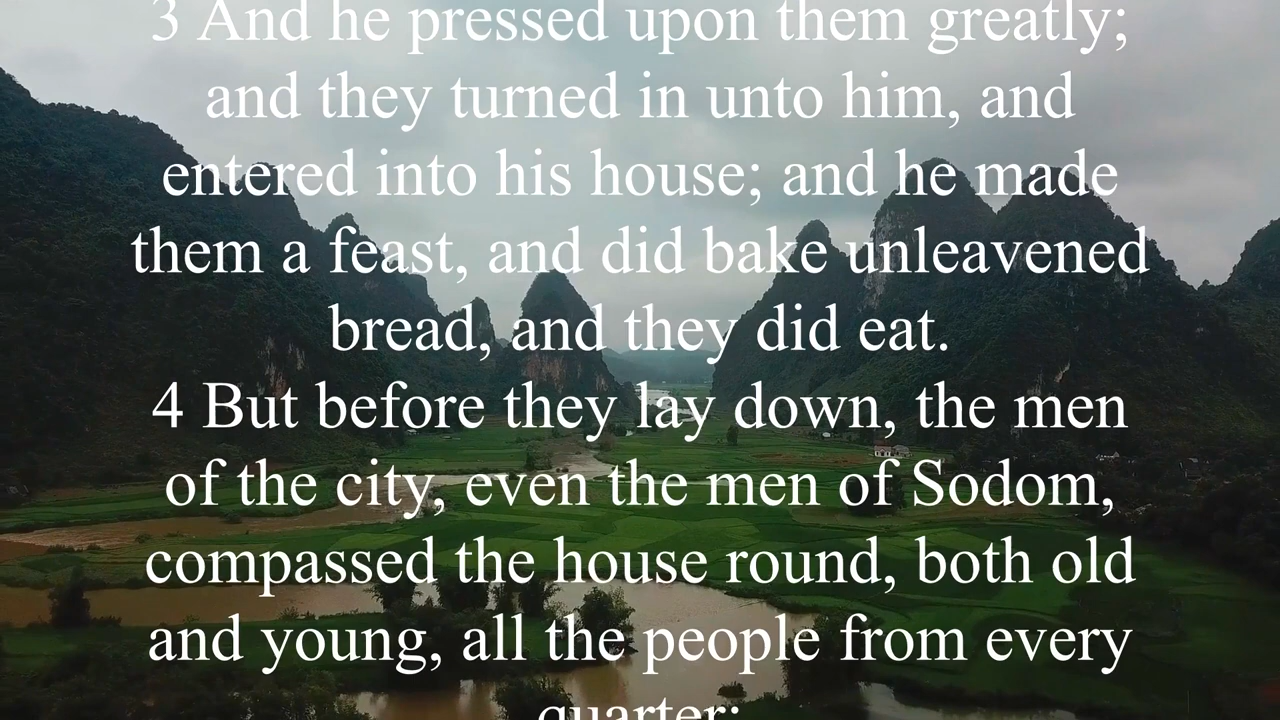 3 And he pressed upon them greatly;
and they turned in unto him, and
entered into his house; and he made
them a feast, and did bake unleavened
bread, and they did eat.
4 But before they lay down, the men
of the city, even the men of Sodom,
compassed the house round, both old
and young, all the people from every
quarter: